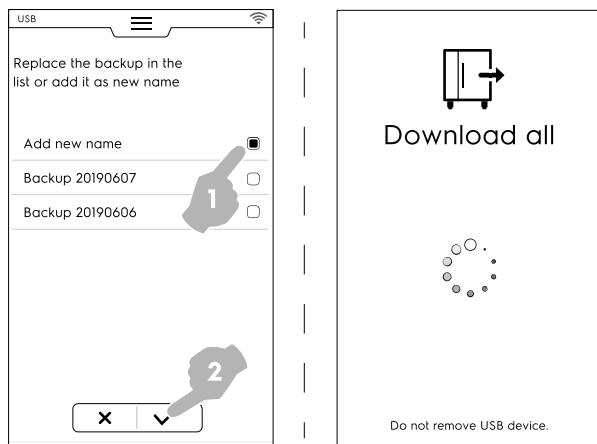 USB
Replace the backup in the
list or add it as new name
Add new name
Backup 20190607
Backup 20190606
1
2
Download all
Do not remove USB device.